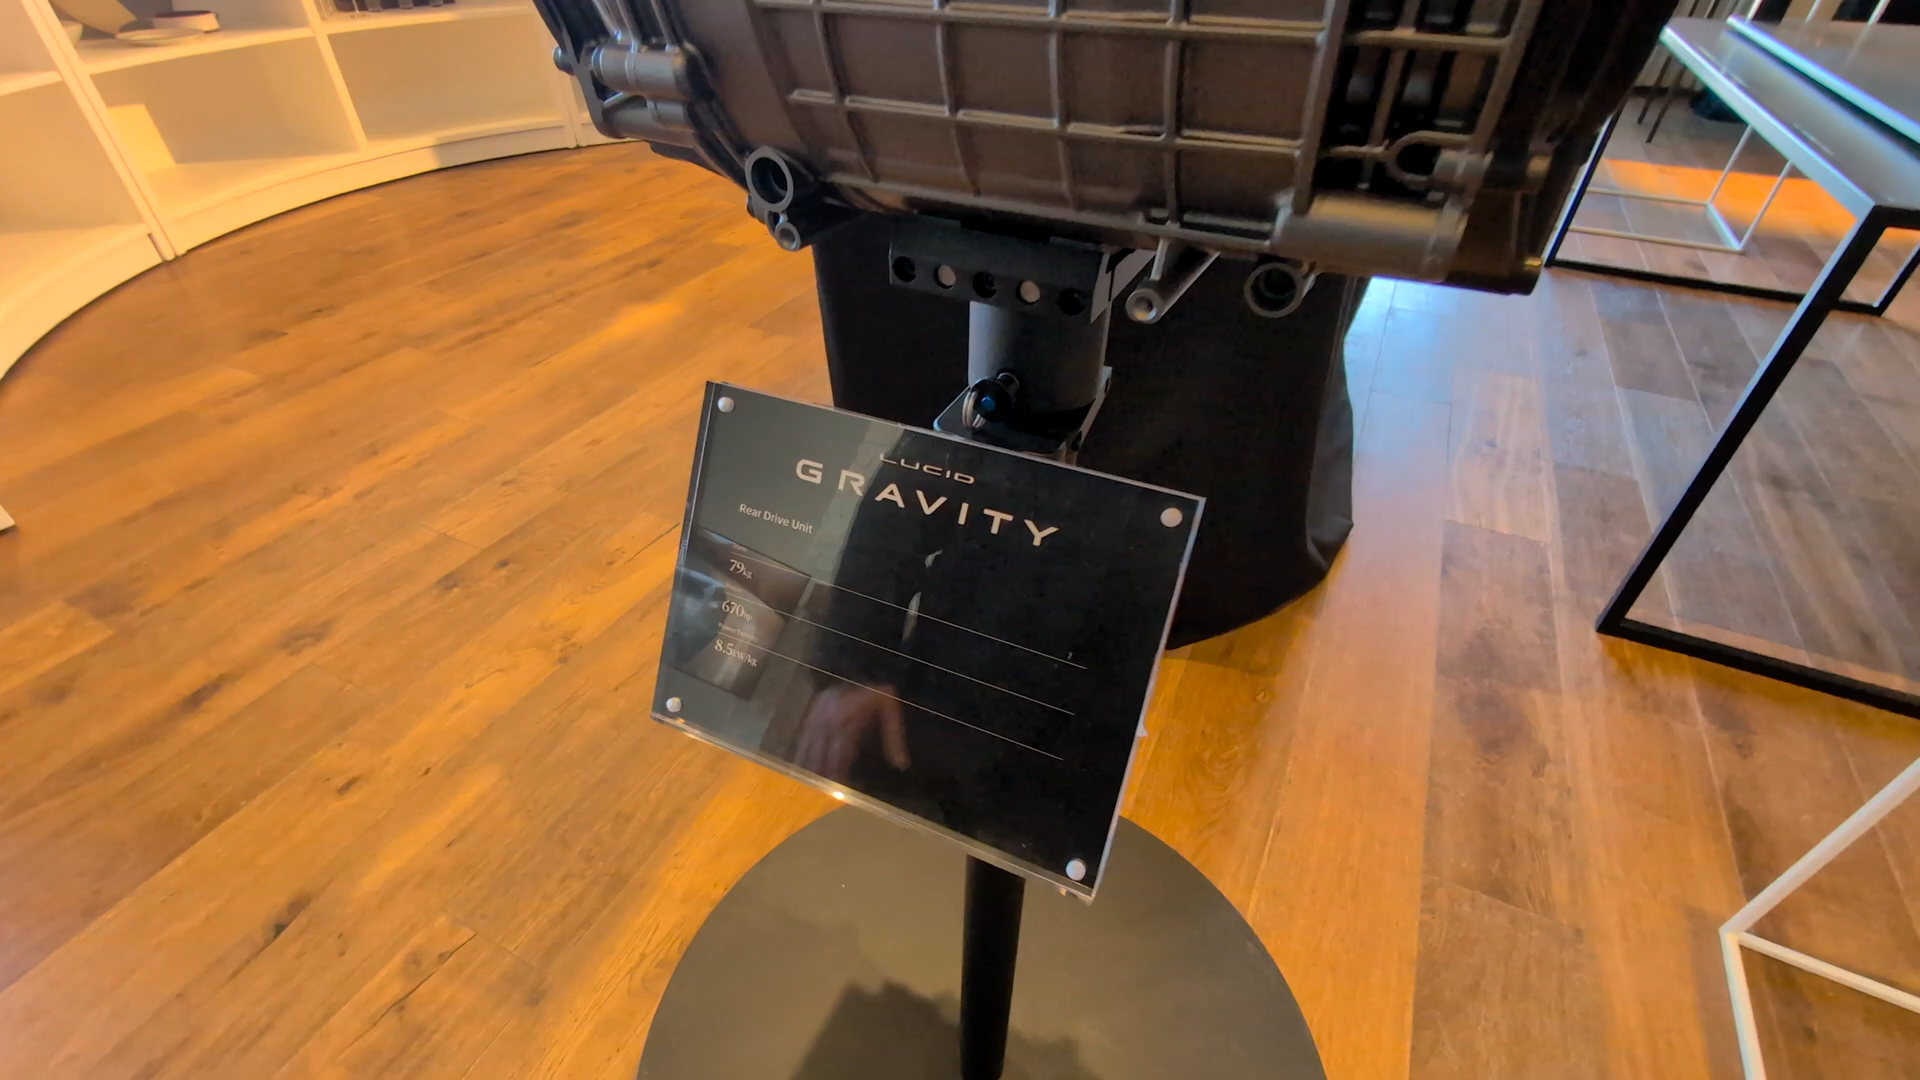 LUCID
GRAVITY
Rear Drive Unit
79kg
670hp
8.5kW/kg